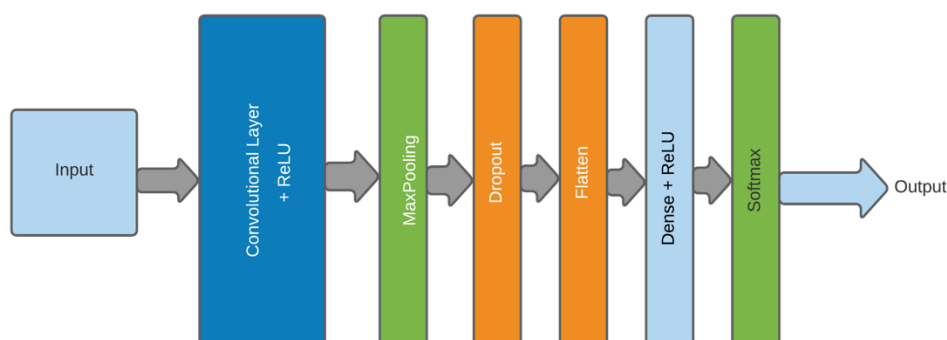 Input
Convolutional Layer
+ ReLU
MaxPooling
Dropout
Flatten
Dense + ReLU
Softmax
Output